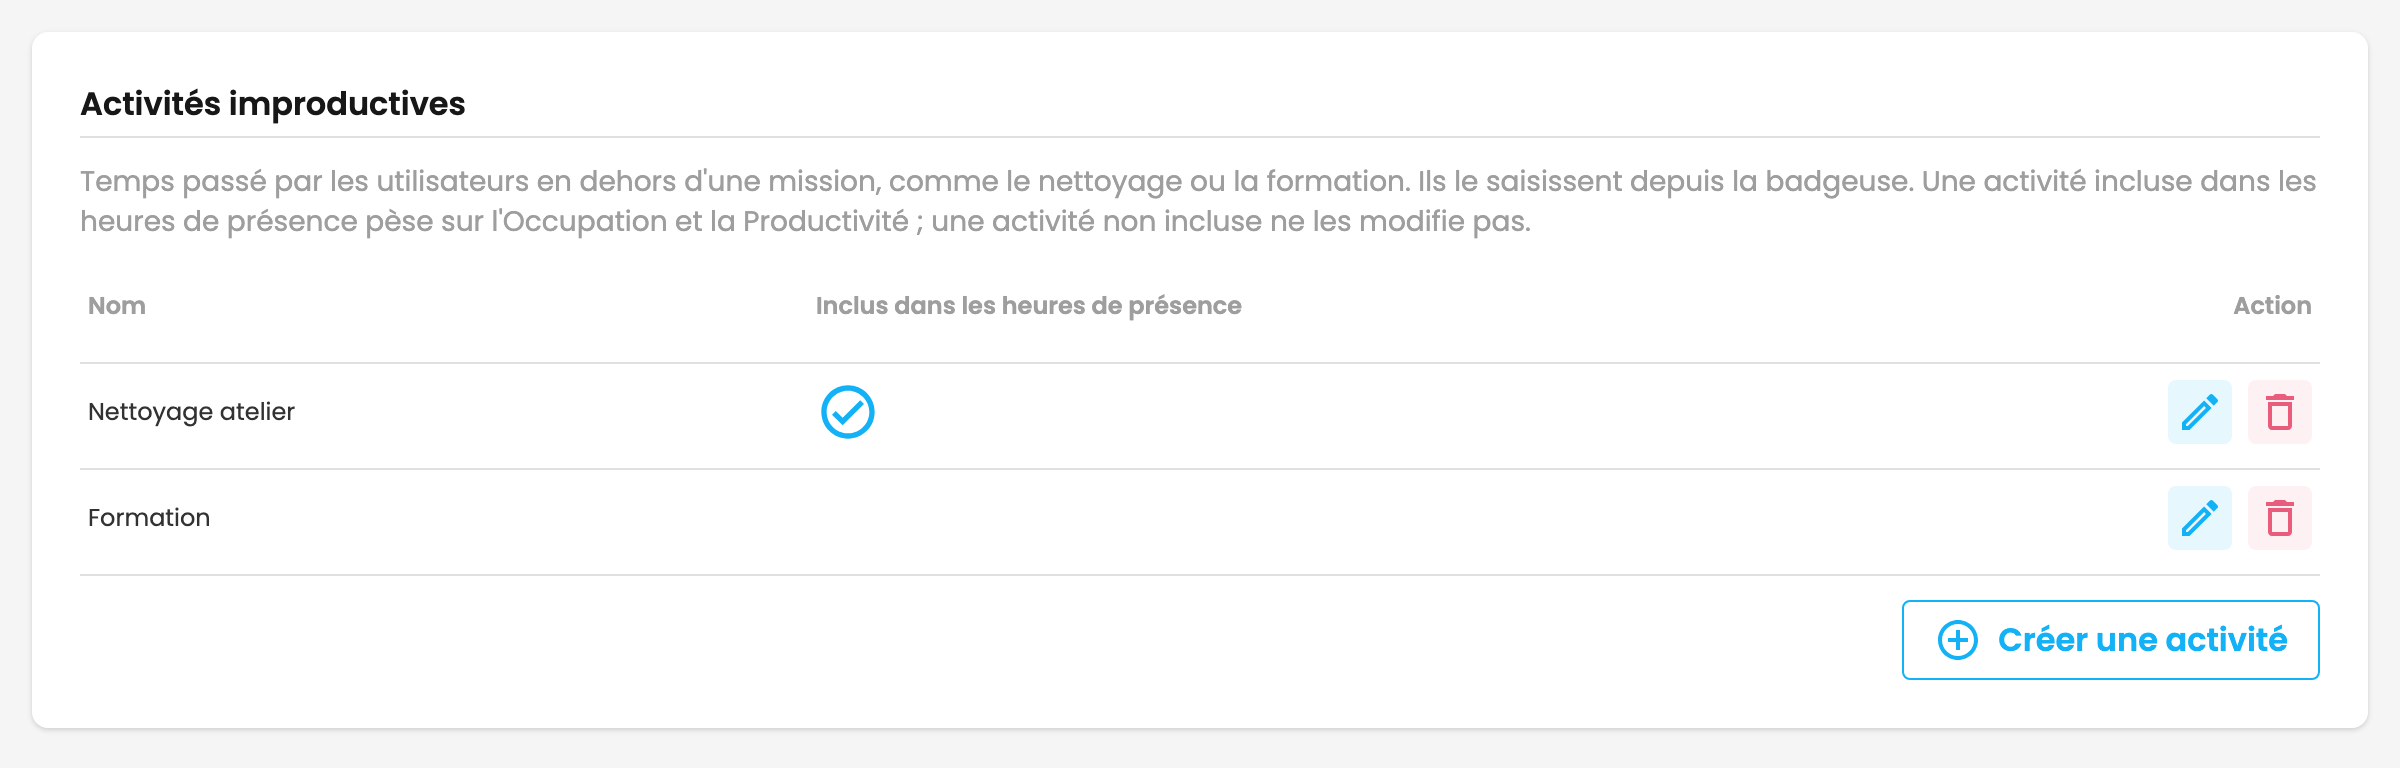 Activités improductives
Temps passé par les utilisateurs en dehors d'une mission, comme le nettoyage ou la formation. Ils le saisissent depuis la badgeuse. Une activité incluse dans les
heures de présence pèse sur l'Occupation et la Productivité ; une activité non incluse ne les modifie pas.
Nom Inclus dans les heures de présence Action
Nettoyage atelier
Formation
Créer une activité